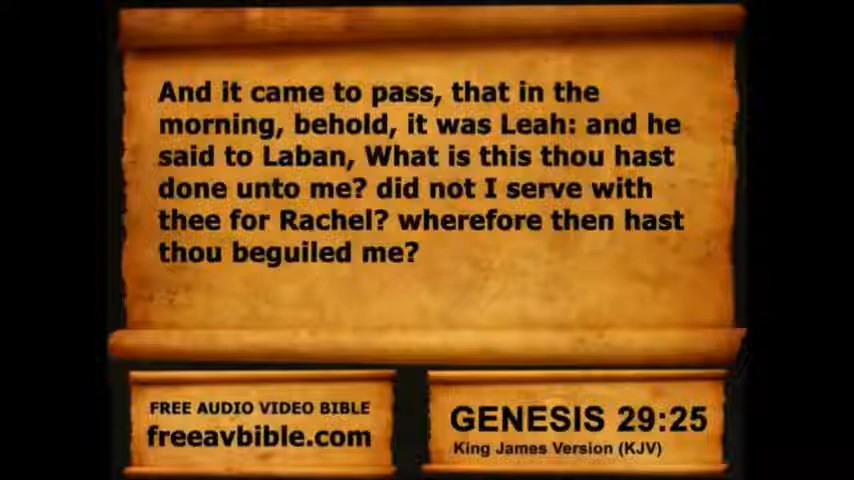 And it came to pass, that in the
morning, behold, it was Leah: and he
said to Laban, What is this thou hast
done unto me? did not I serve with
thee for Rachel? wherefore then hast
thou beguiled me?
FREE AUDIO VIDEO BIBLE
freeavbible.com
GENESIS 29:25
King James Version (KJV)